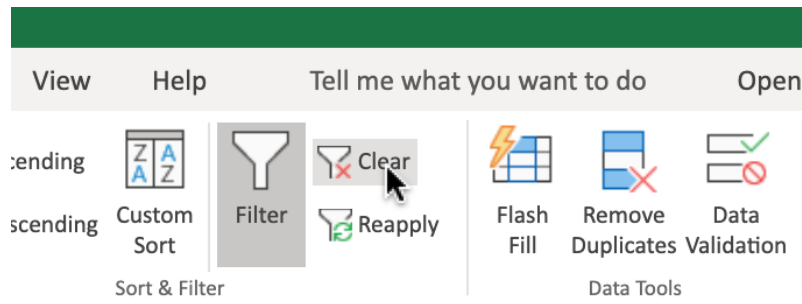 View Help Tell me what you want to do Open
cending
scending
Z A
A Z
Custom
Sort
Filter
Clear
Reapply
Sort & Filter
Flash
Fill
Remove
Duplicates
Data
Validation
Data Tools